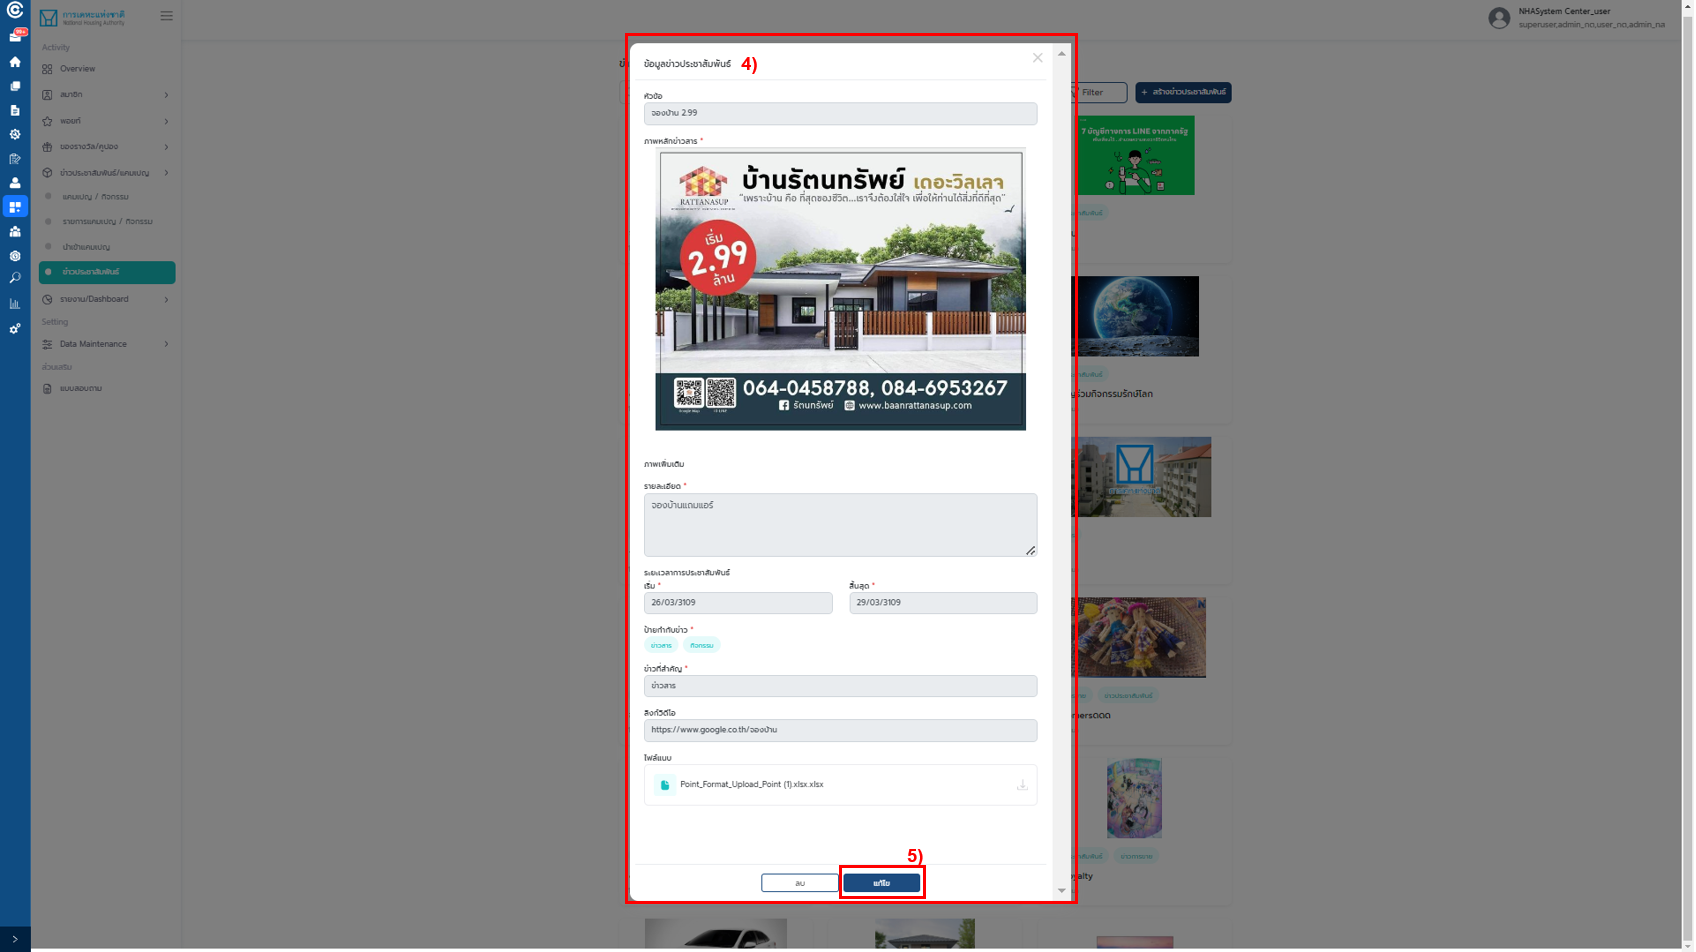 99+
การเคหะแห่งชาติ
National Housing Authority
NHASystem Center_user
superuser,admin_no,user_no,admin_na
Activity
Overview
สมาชิก
พอยท์
ของรางวัล/คูปอง
ข่าวประชาสัมพันธ์/แคมเปญ
แคมเปญ / กิจกรรม
รายการแคมเปญ / กิจกรรม
นำเข้าแคมเปญ
ข่าวประชาสัมพันธ์
รายงาน/Dashboard
Setting
Data Maintenance
ส่วนเสริม
แบบสอบถาม
Filter
+ สร้างข่าวประชาสัมพันธ์
ข้อมูลข่าวประชาสัมพันธ์ 4)
หัวข้อ
จองบ้าน 2.99
ภาพหลักข่าวสาร *
บ้านรัตนทรัพย์ เดอะวิลเลจ
"เพราะบ้าน คือ ที่สุดของชีวิต...เราจึงต้องใส่ใจ เพื่อให้ท่านได้สิ่งที่ดีที่สุด"
RATTANASUP
เริ่ม
2.99
ล้าน
064-0458788, 084-6953267
รัตนทรัพย์ www.baanrattanasup.com
ภาพเพิ่มเติม
รายละเอียด *
จองบ้านแถมแอร์
ระยะเวลาการประชาสัมพันธ์
เริ่ม * สิ้นสุด *
26/03/3109 29/03/3109
ป้ายกำกับข่าว *
ข่าวสาร กิจกรรม
ข่าวที่สำคัญ *
ข่าวสาร
ลิงก์วิดีโอ
https://www.google.co.th/จองบ้าน
ไฟล์แนบ
Point_Format_Upload_Point (1).xlsx.xlsx
5)
ลบ แก้ไข
7 บัญชีทางการ LINE จากภาครัฐ
ร่วมกิจกรรมรักษ์โลก
ข่าวประชาสัมพันธ์